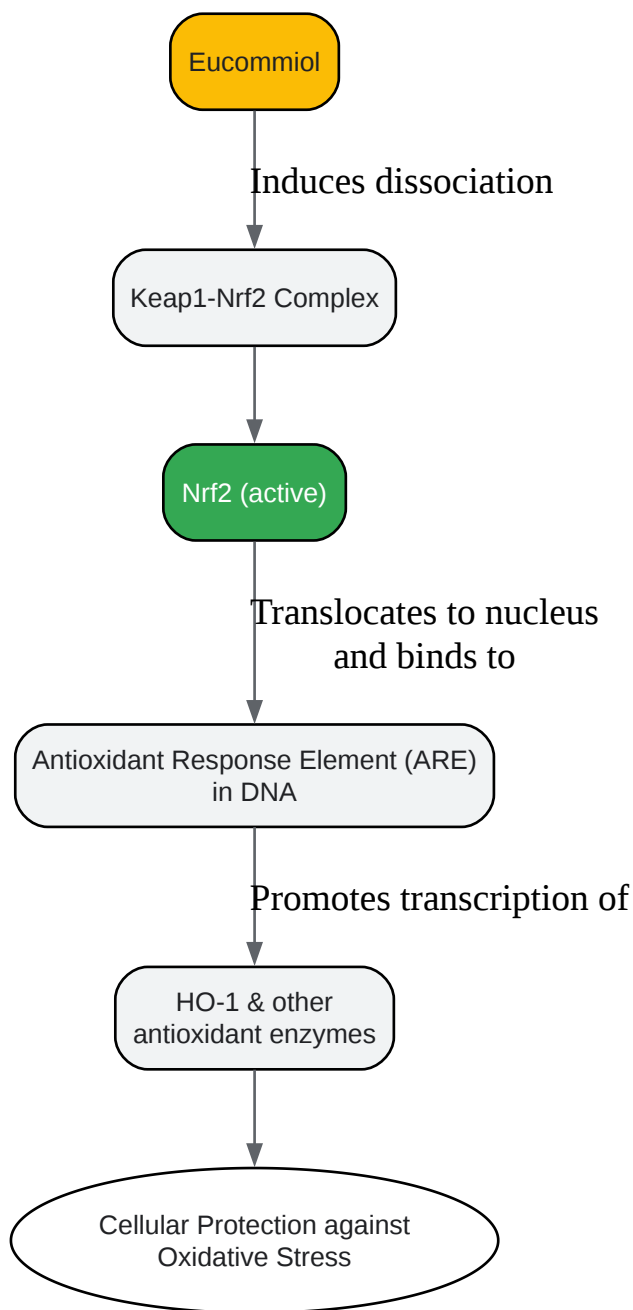 Eucommiol
Induces dissociation
Keap1-Nrf2 Complex
Nrf2 (active)
Translocates to nucleus
and binds to
Antioxidant Response Element (ARE)
in DNA
Promotes transcription of
HO-1 & other
antioxidant enzymes
Cellular Protection against
Oxidative Stress